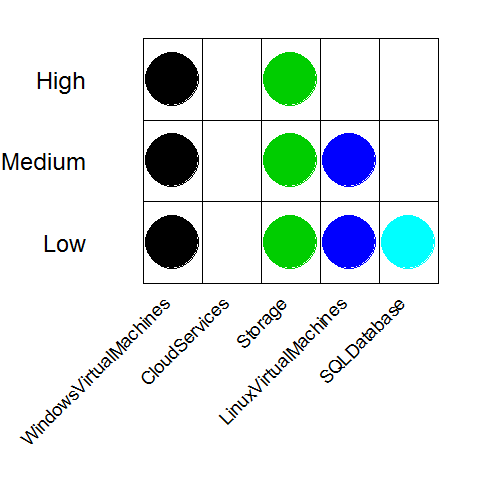 High
Medium
Low
WindowsVirtualMachines
CloudServices
Storage
LinuxVirtualMachines
SQLDatabase